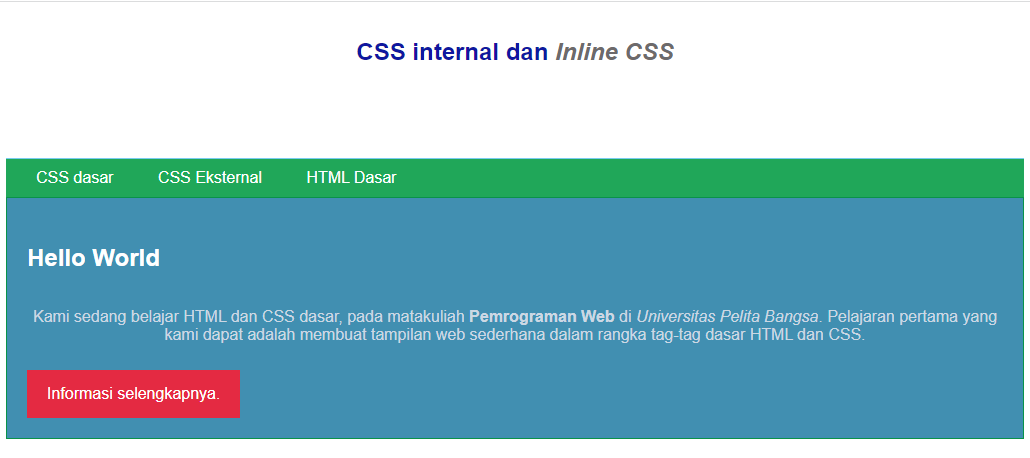 CSS internal dan Inline CSS
CSS dasar CSS Eksternal HTML Dasar
Hello World
Kami sedang belajar HTML dan CSS dasar, pada matakuliah Pemrograman Web di Universitas Pelita Bangsa. Pelajaran pertama yang
kami dapat adalah membuat tampilan web sederhana dalam rangka tag-tag dasar HTML dan CSS.
Informasi selengkapnya.